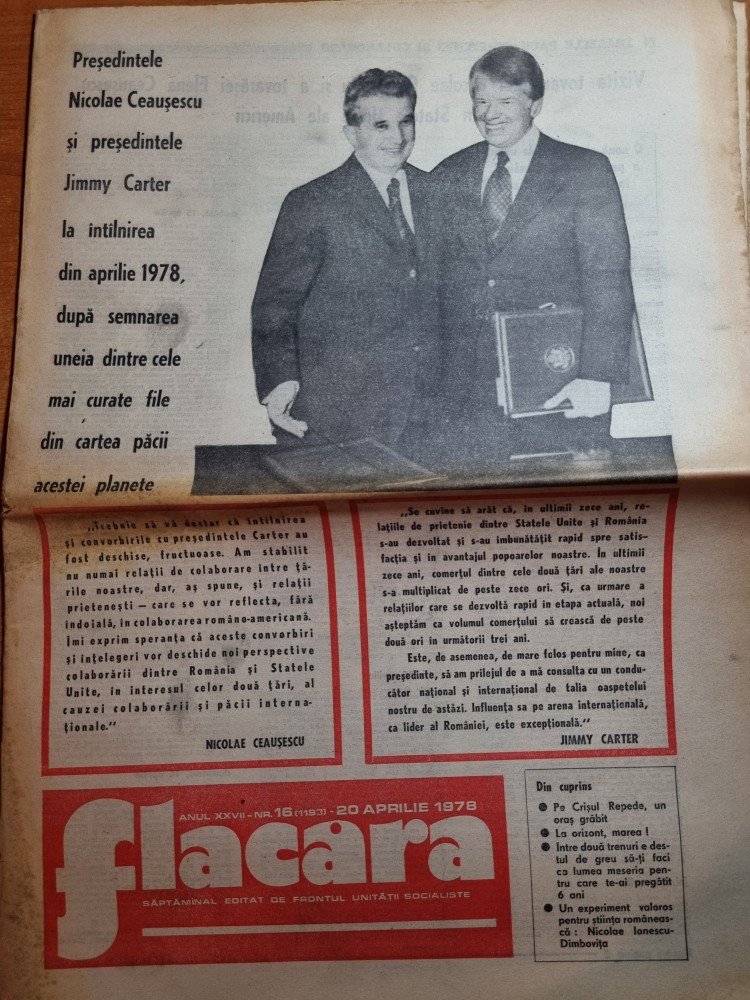 Președintele
Nicolae Ceaușescu
și președintele
Jimmy Carter
la întîlnirea
din aprilie 1978,
după semnarea
uneia dintre cele
mai curate file
din cartea păcii
acestei planete
„Trebuie să vă declar că întîlnirea
și convorbirile cu președintele Carter au
fost deschise, fructuoase. Am stabilit
nu numai relații de colaborare între ță-
rile noastre, dar, aș spune, și relații
prietenești — care se vor reflecta, fără
îndoială, în colaborarea româno-americană.
Îmi exprim speranța că aceste convorbiri
și înțelegeri vor deschide noi perspective
colaborării dintre România și Statele
Unite, în interesul celor două țări, al
cauzei colaborării și păcii interna-
ționale.”
NICOLAE CEAUȘESCU
„Se cuvine să arăt că, în ultimii zece ani, re-
lațiile de prietenie dintre Statele Unite și România
s-au dezvoltat și s-au îmbunătățit rapid spre satis-
facția și în avantajul popoarelor noastre. În ultimii
zece ani, comerțul dintre cele două țări ale noastre
s-a multiplicat de peste zece ori. Și, ca urmare a
relațiilor care se dezvoltă rapid în etapa actuală, noi
așteptăm ca volumul comerțului să crească de peste
două ori în următorii trei ani.
Este, de asemenea, de mare folos pentru mine, ca
președinte, să am prilejul de a mă consulta cu un condu-
cător național și internațional de talia oaspetelui
nostru de astăzi. Influența sa pe arena internațională,
ca lider al României, este excepțională.”
JIMMY CARTER
ANUL XXVII - NR. 16 (1193) - 20 APRILIE 1978
flacăra
SĂPTĂMÎNAL EDITAT DE FRONTUL UNITĂȚII SOCIALISTE
Din cuprins
● Pe Crișul Repede, un
oraș grăbit
● La orizont, marea !
● Între două trenuri e des-
tul de greu să-ți faci
ca lumea meseria pen-
tru care te-ai pregătit
6 ani
● Un experiment valoros
pentru știința româneas-
că : Nicolae Ionescu-
Dimbovița